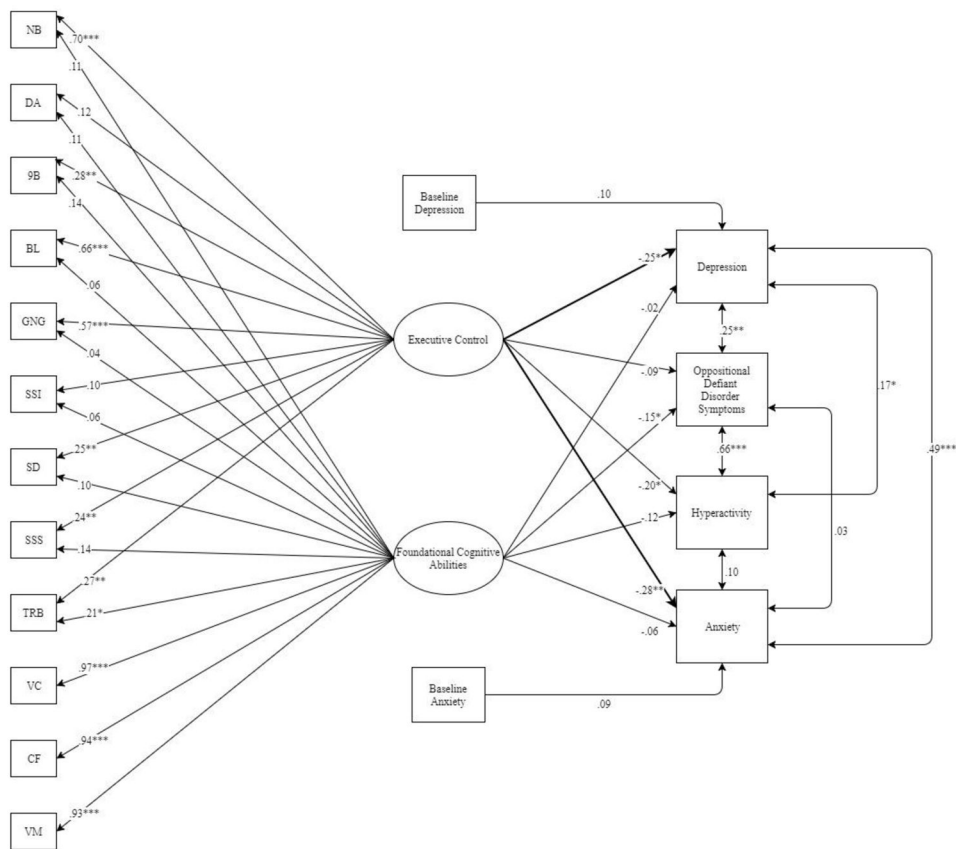 NB
.70***
.11
DA
.12
.11
9B
.28**
.14
BL
.66***
.06
GNG
.57***
.04
SSI
.10
.06
SD
.25**
.10
SSS
.24**
.14
TRB
.27**
.21*
VC
.97***
CF
.94***
VM
.93***
Executive Control
Foundational Cognitive
Abilities
Baseline
Depression
.10
-.25*
-.02
-.09
-.15*
-.20*
-.12
-.28**
-.06
Baseline
Anxiety
.09
Depression
.25**
Oppositional
Defiant
Disorder
Symptoms
.66***
Hyperactivity
.10
Anxiety
.17*
.03
.49***